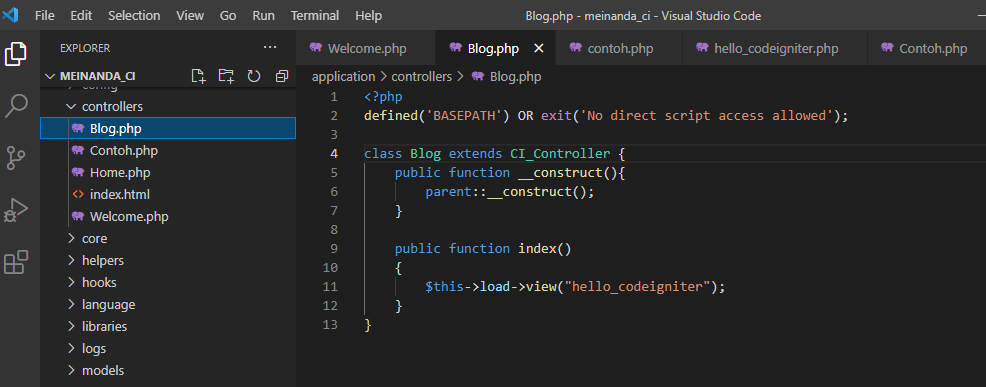 File Edit Selection View Go Run Terminal Help Blog.php - meinanda_ci - Visual Studio Code
EXPLORER ··· Welcome.php Blog.php contoh.php hello_codeigniter.php Contoh.php
MEINANDA_CI application > controllers > Blog.php
config
controllers
Blog.php
Contoh.php
Home.php
index.html
Welcome.php
core
helpers
hooks
language
libraries
logs
models
1 <?php
2 defined('BASEPATH') OR exit('No direct script access allowed');
3
4 class Blog extends CI_Controller {
5 public function __construct(){
6 parent::__construct();
7 }
8
9 public function index()
10 {
11 $this->load->view("hello_codeigniter");
12 }
13 }